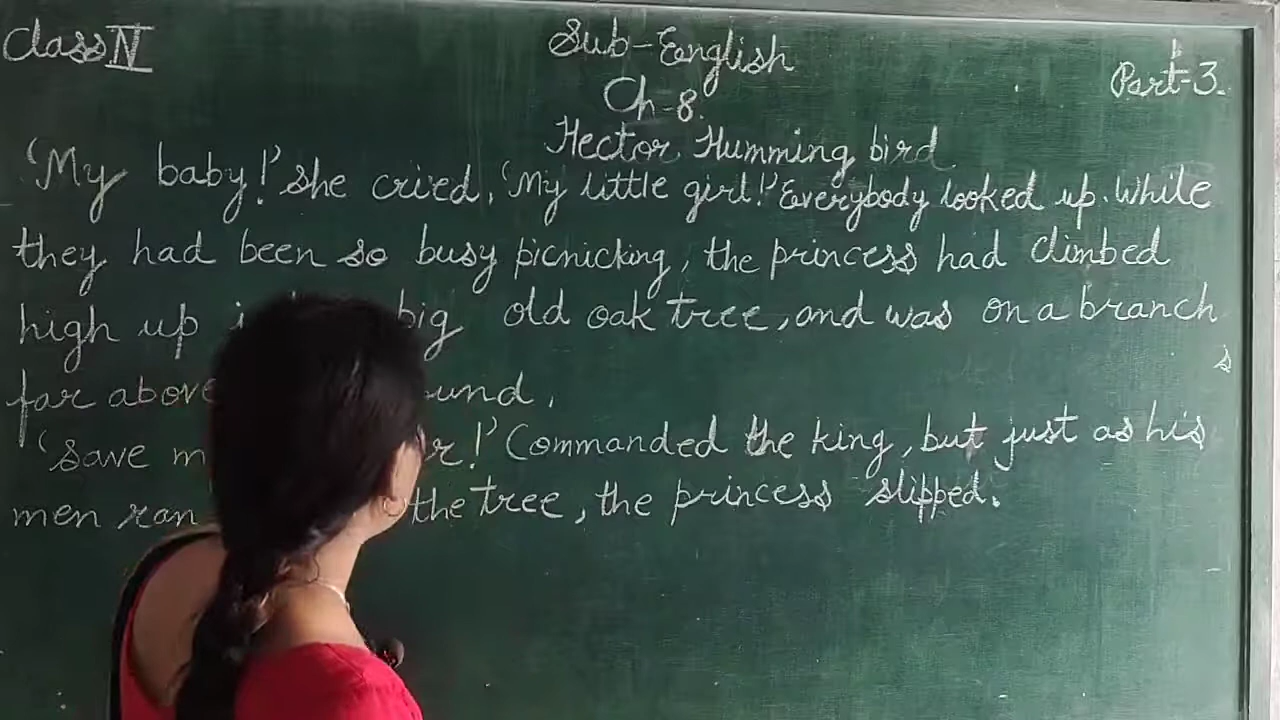 Class IV
Sub-English
Part-3.
Ch-8.
Hector Humming bird
'My baby!' she cried, 'My little girl!' Everybody looked up. While
they had been so busy picnicking, the princess had climbed
high up big old oak tree, and was on a branch
s
far above
'Save Commanded the king, but just as his
men ran the tree, the princess slipped.